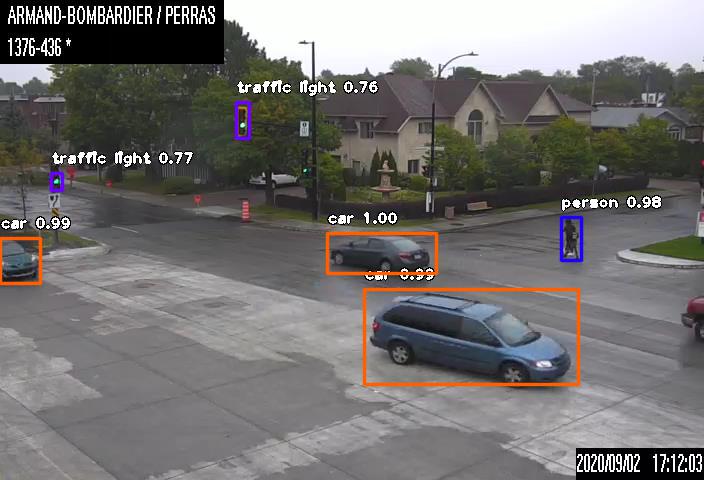 ARMAND-BOMBARDIER / PERRAS
1376-436 *
traffic light 0.76
traffic light 0.77
person 0.98
car 0.99
car 1.00
car 0.99
2020/09/02 17:12:03